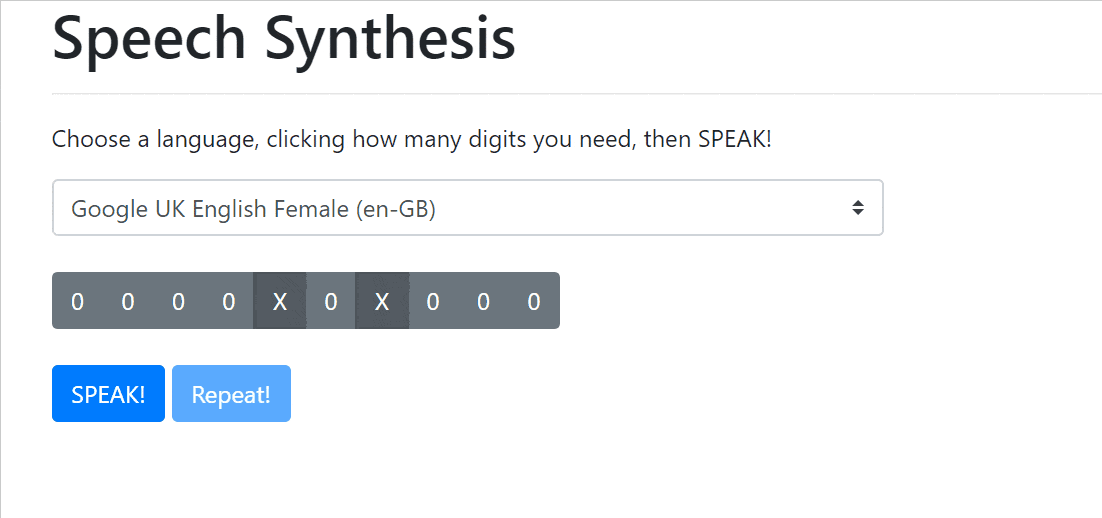 Speech Synthesis
Choose a language, clicking how many digits you need, then SPEAK!
Google UK English Female (en-GB)
0 0 0 0 X 0 X 0 0 0
SPEAK! Repeat!